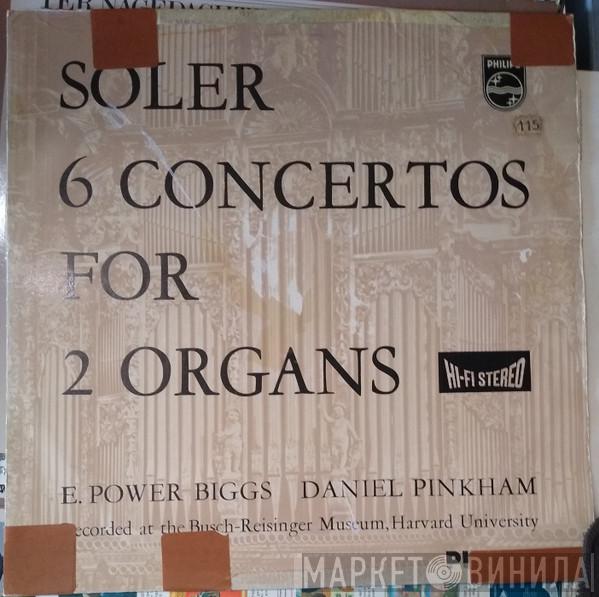 SOLER
PHILIPS
115
6 CONCERTOS
FOR
2 ORGANS
HI-FI STEREO
E. POWER BIGGS DANIEL PINKHAM
recorded at the Busch-Reisinger Museum, Harvard University
МАРКЕТ ВИНИЛА